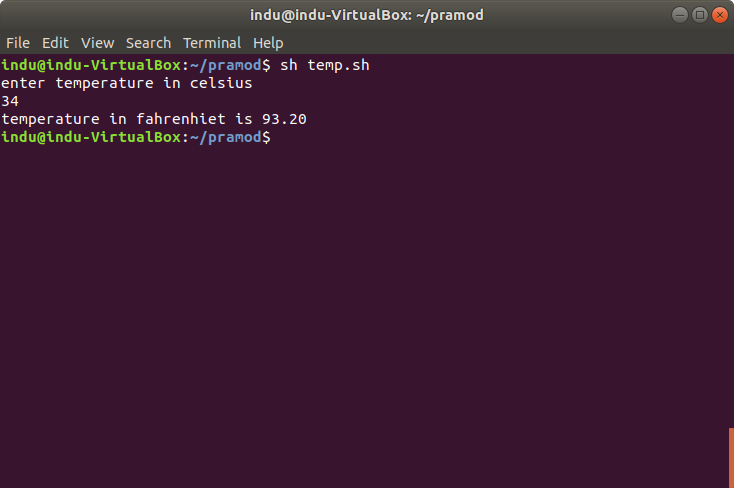 indu@indu-VirtualBox: ~/pramod
File Edit View Search Terminal Help
indu@indu-VirtualBox:~/pramod$ sh temp.sh
enter temperature in celsius
34
temperature in fahrenhiet is 93.20
indu@indu-VirtualBox:~/pramod$